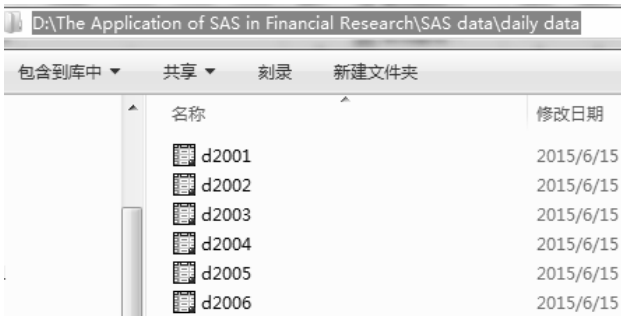 D:\The Application of SAS in Financial Research\SAS data\daily data
包含到库中 共享 刻录 新建文件夹
名称 修改日期
d2001 2015/6/15
d2002 2015/6/15
d2003 2015/6/15
d2004 2015/6/15
d2005 2015/6/15
d2006 2015/6/15